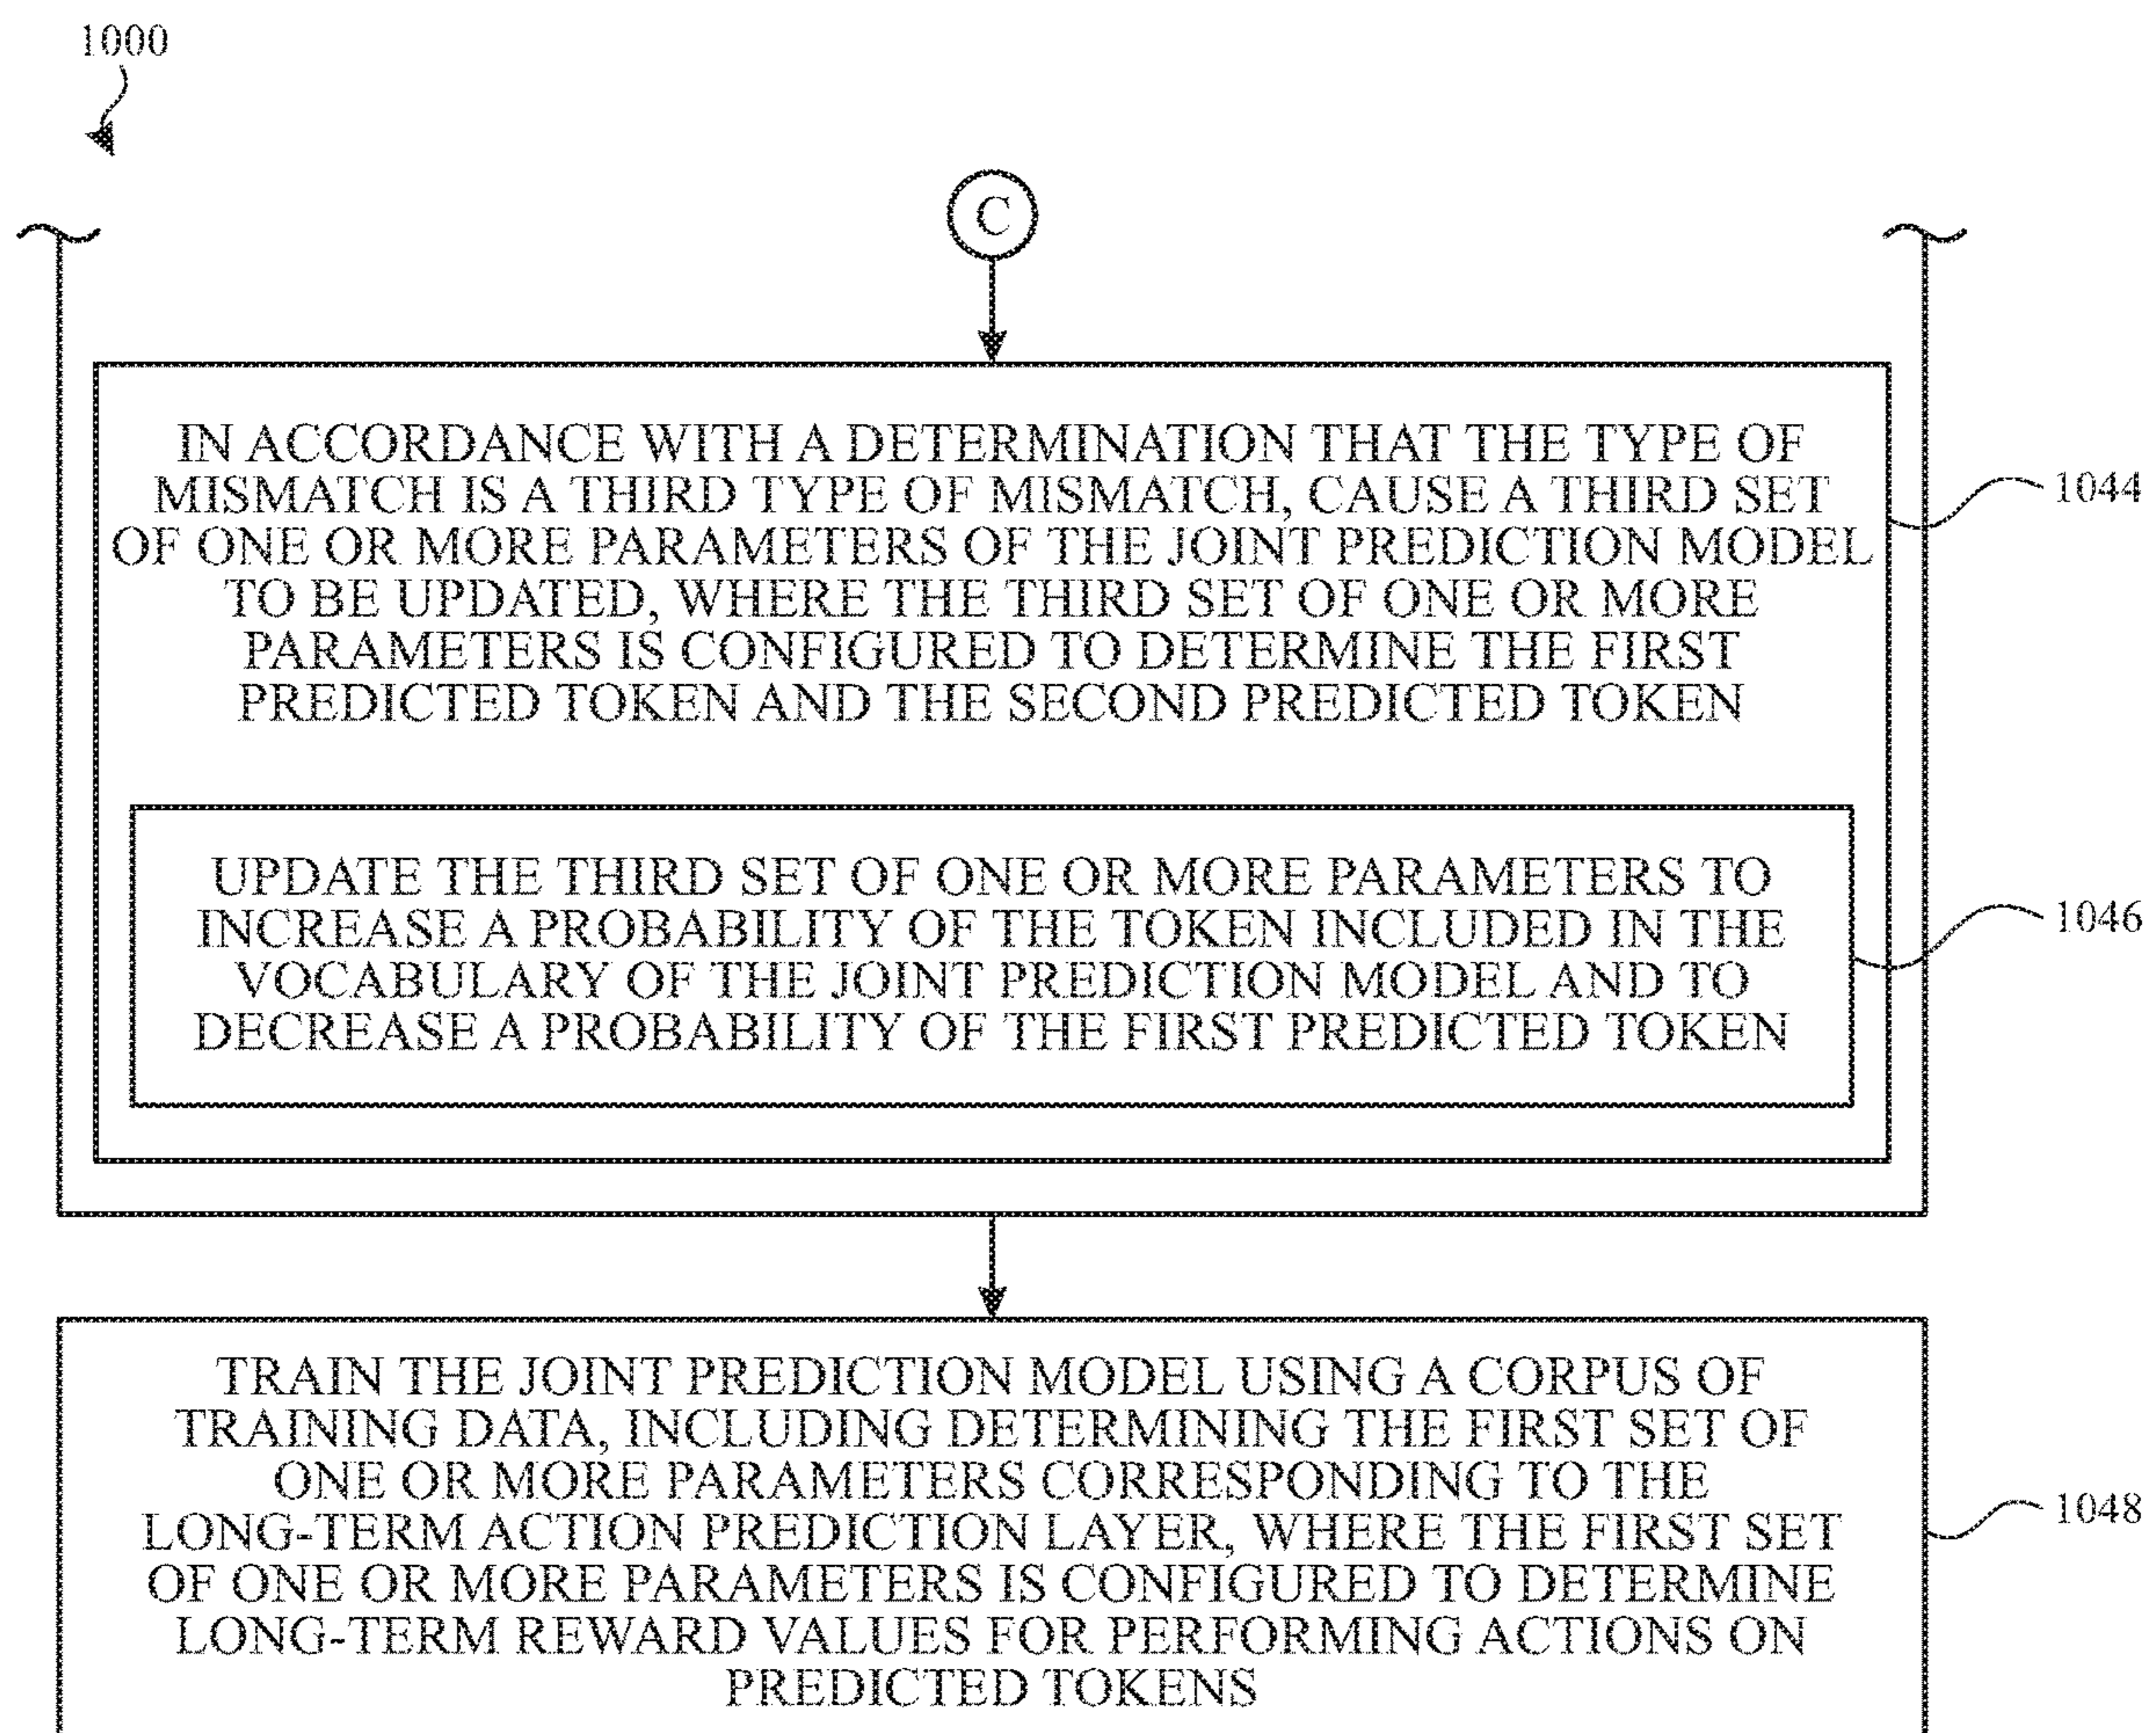 1000
C
IN ACCORDANCE WITH A DETERMINATION THAT THE TYPE OF
MISMATCH IS A THIRD TYPE OF MISMATCH, CAUSE A THIRD SET
OF ONE OR MORE PARAMETERS OF THE JOINT PREDICTION MODEL
TO BE UPDATED, WHERE THE THIRD SET OF ONE OR MORE
PARAMETERS IS CONFIGURED TO DETERMINE THE FIRST
PREDICTED TOKEN AND THE SECOND PREDICTED TOKEN
1044
UPDATE THE THIRD SET OF ONE OR MORE PARAMETERS TO
INCREASE A PROBABILITY OF THE TOKEN INCLUDED IN THE
VOCABULARY OF THE JOINT PREDICTION MODEL AND TO
DECREASE A PROBABILITY OF THE FIRST PREDICTED TOKEN
1046
TRAIN THE JOINT PREDICTION MODEL USING A CORPUS OF
TRAINING DATA, INCLUDING DETERMINING THE FIRST SET OF
ONE OR MORE PARAMETERS CORRESPONDING TO THE
LONG-TERM ACTION PREDICTION LAYER, WHERE THE FIRST SET
OF ONE OR MORE PARAMETERS IS CONFIGURED TO DETERMINE
LONG-TERM REWARD VALUES FOR PERFORMING ACTIONS ON
PREDICTED TOKENS
1048